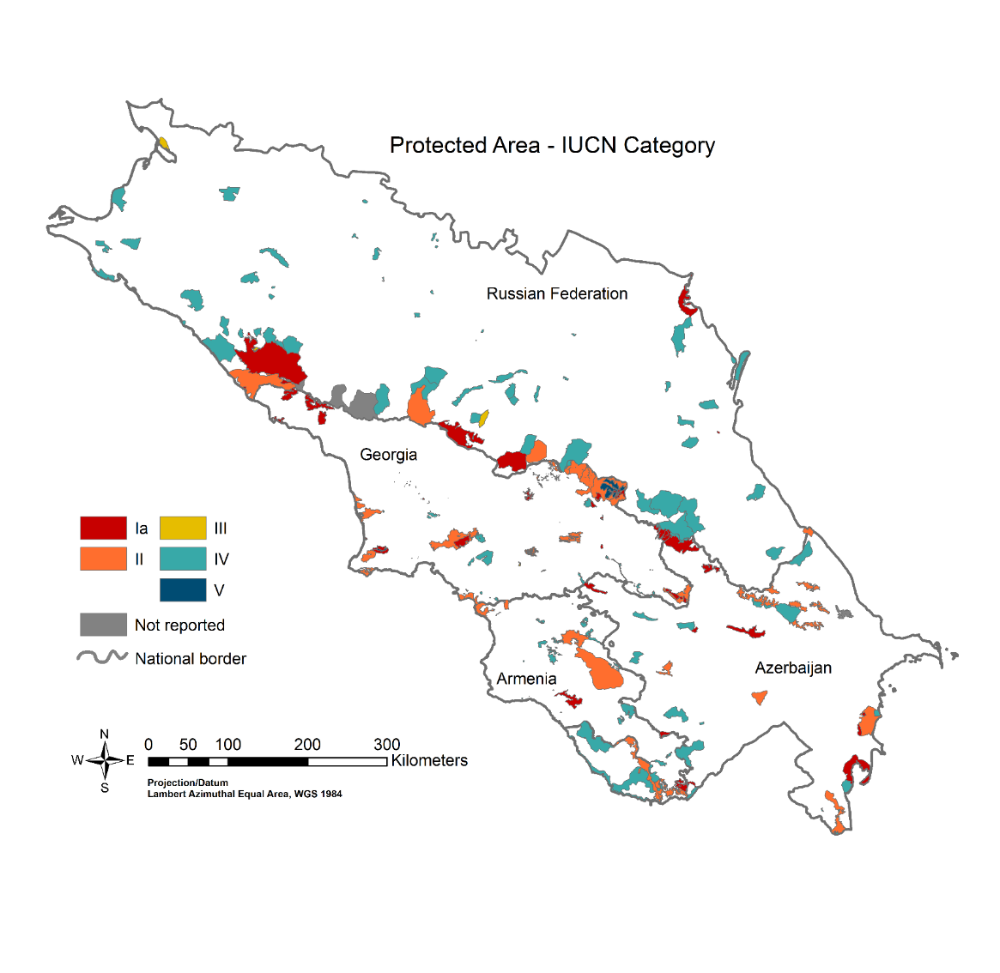 Protected Area - IUCN Category
Russian Federation
Georgia
Ia
III
II
IV
V
Not reported
National border
Armenia
Azerbaijan
N
W E
S
0 50 100 200 300
Kilometers
Projection/Datum
Lambert Azimuthal Equal Area, WGS 1984